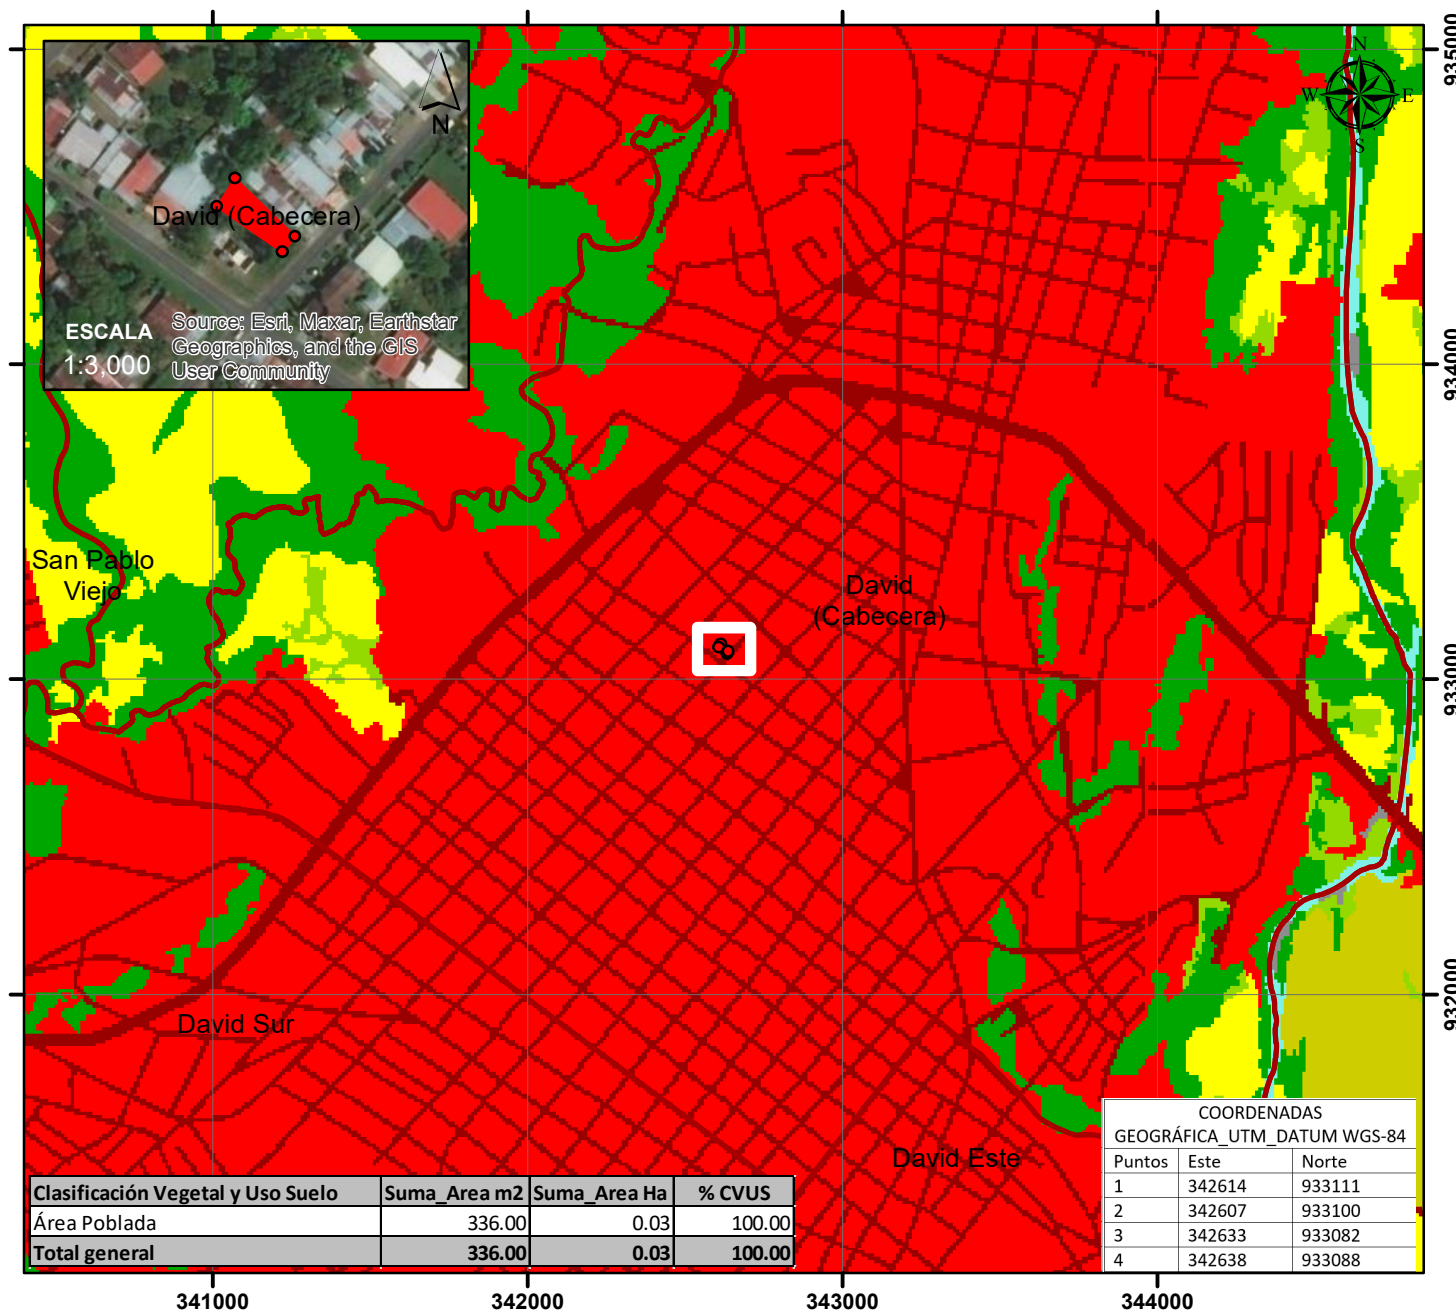 N
David (Cabecera)
ESCALA
1:3,000
Source: Esri, Maxar, Earthstar
Geographics, and the GIS
User Community
N
W
E
S
San Pablo
Viejo
David
(Cabecera)
David Sur
David Este
Clasificación Vegetal y Uso Suelo Suma_Area m2 Suma_Area Ha % CVUS
Área Poblada 336.00 0.03 100.00
Total general 336.00 0.03 100.00
COORDENADAS
GEOGRÁFICA_UTM_DATUM WGS-84
Puntos Este Norte
1 342614 933111
2 342607 933100
3 342633 933082
4 342638 933088
935000
934000
933000
932000
341000 342000 343000 344000